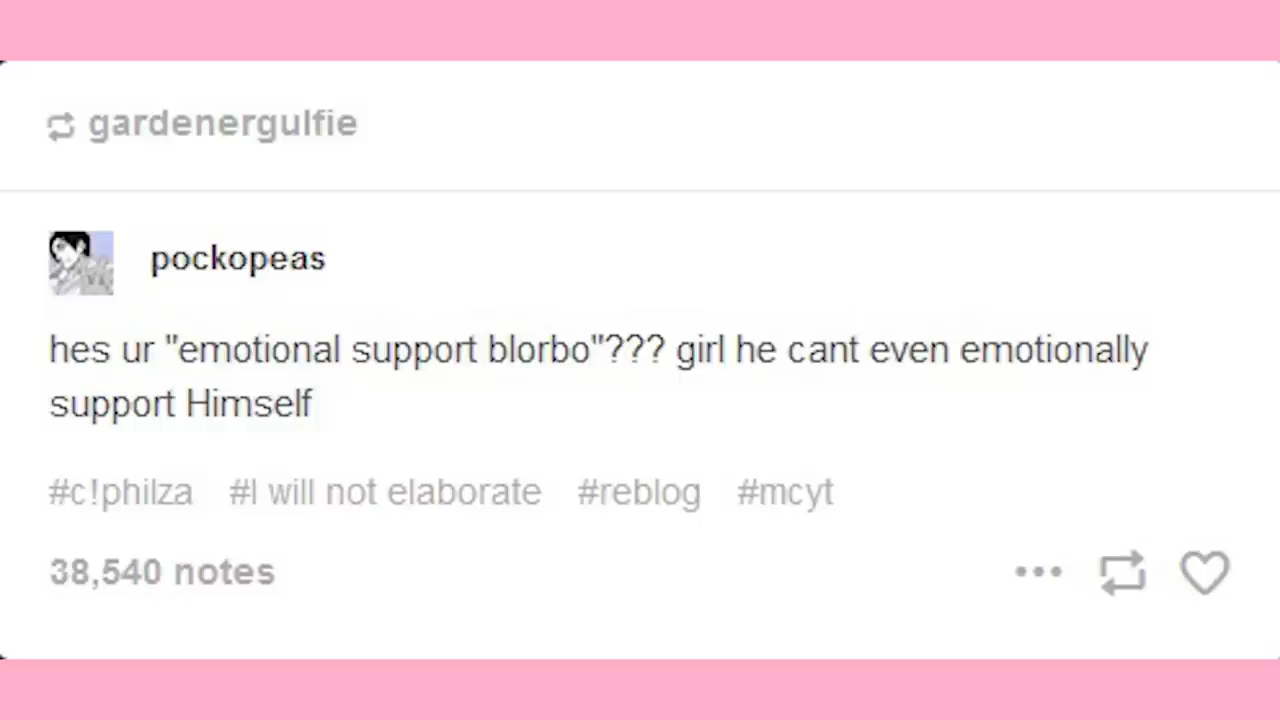 gardenergulfie
pockopeas
hes ur "emotional support blorbo"??? girl he cant even emotionally
support Himself
#c!philza #I will not elaborate #reblog #mcyt
38,540 notes